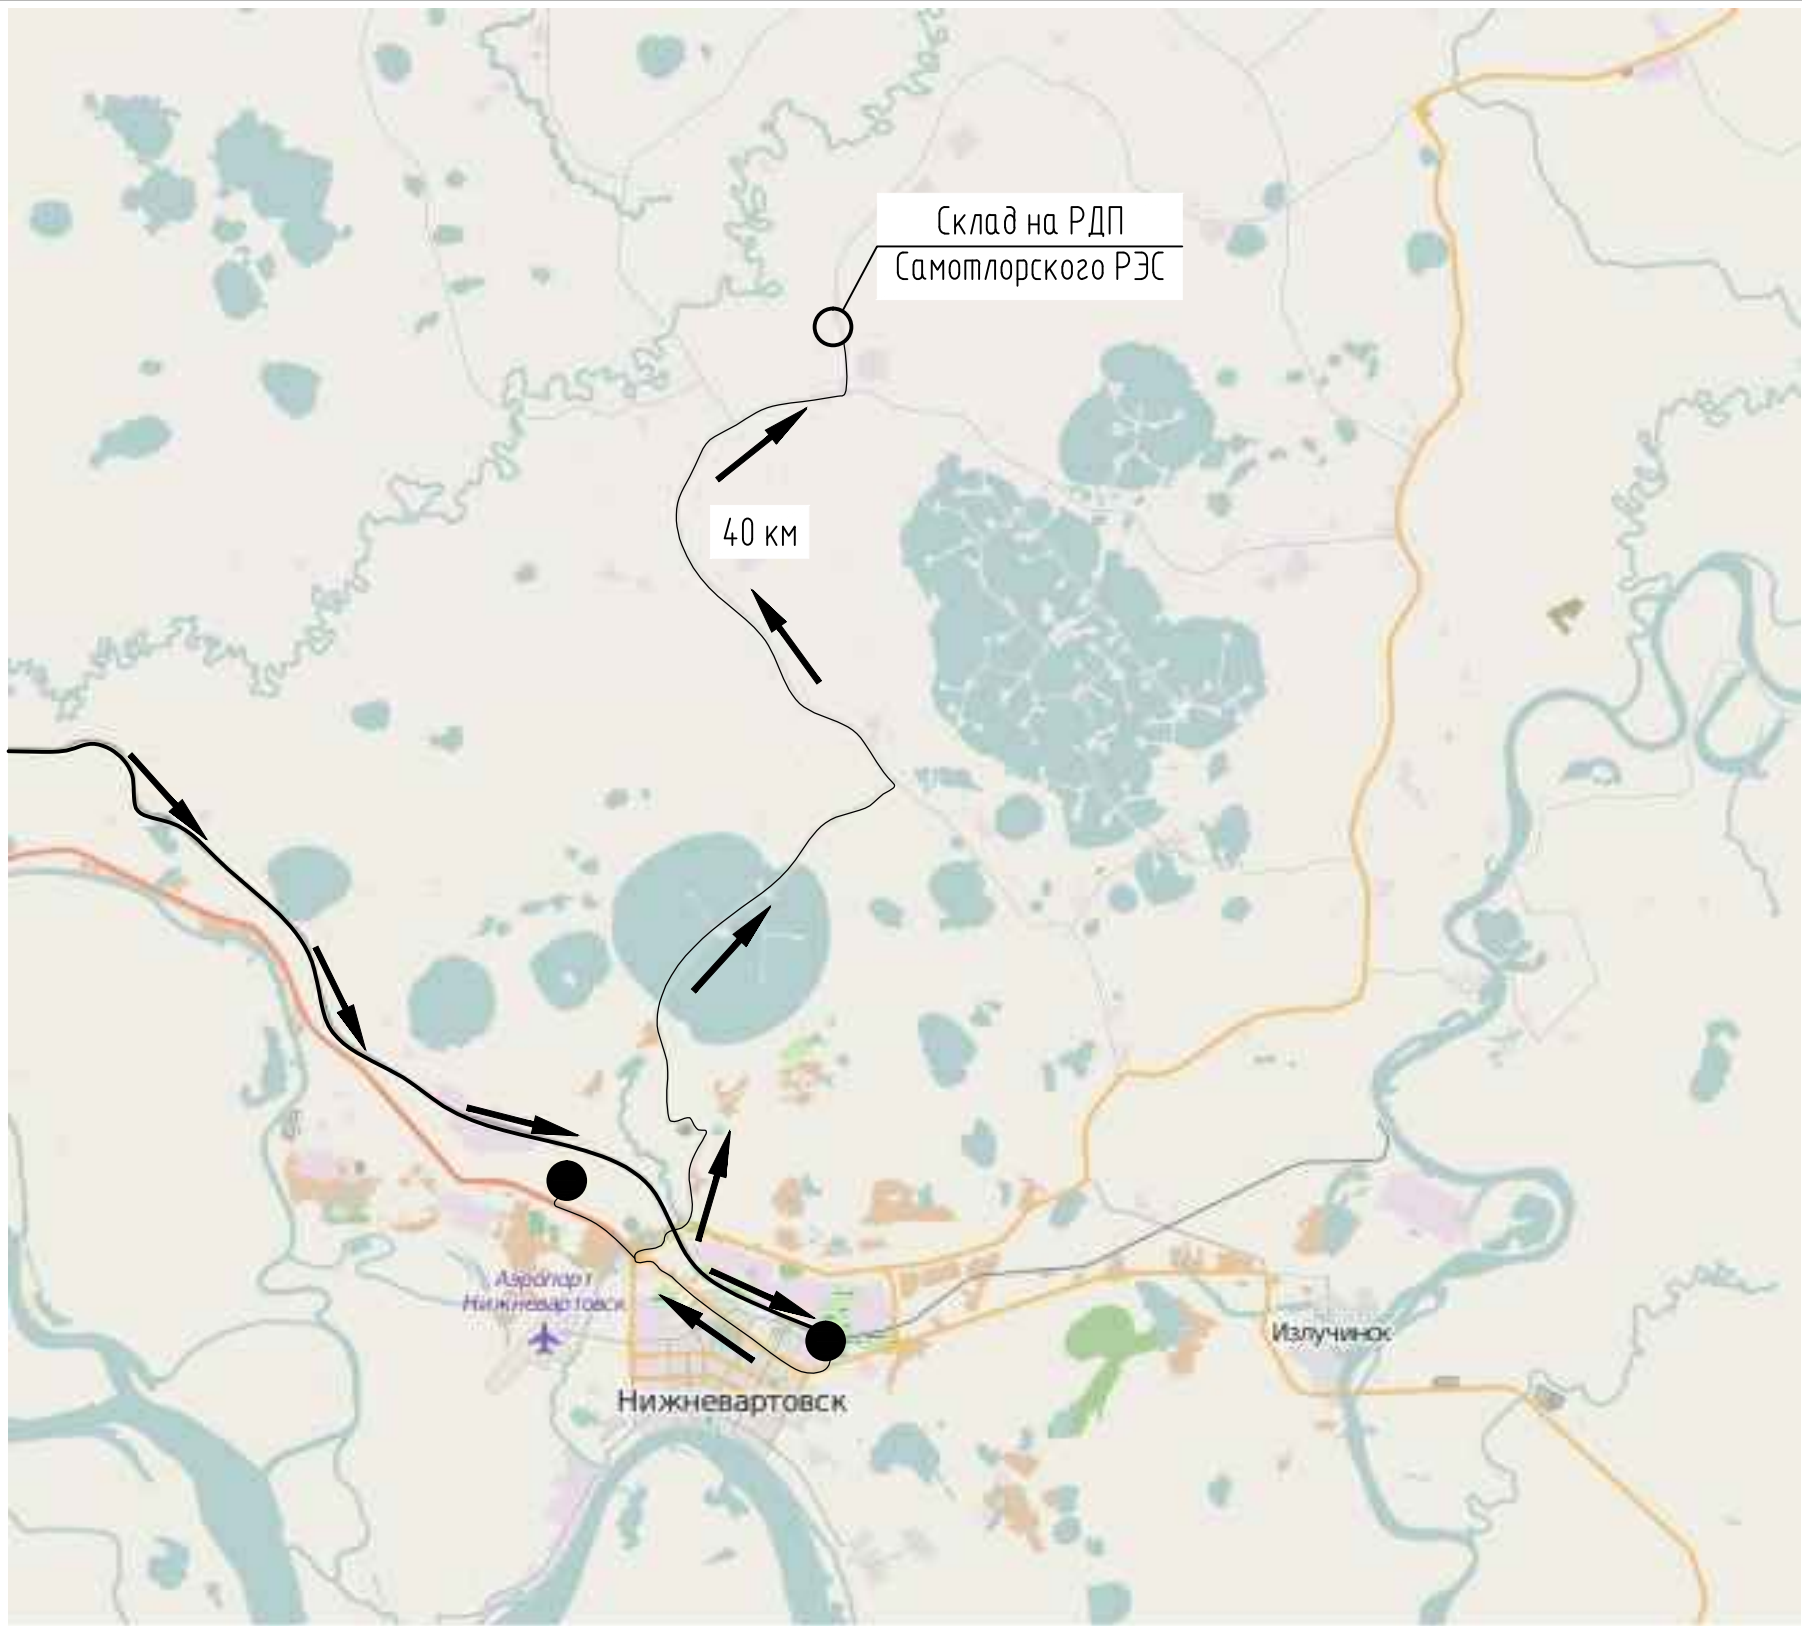 Склад на РДП
Самотлорского РЭС
40 км
Аэропорт
Нижневартовск
Излучинск
Нижневартовск